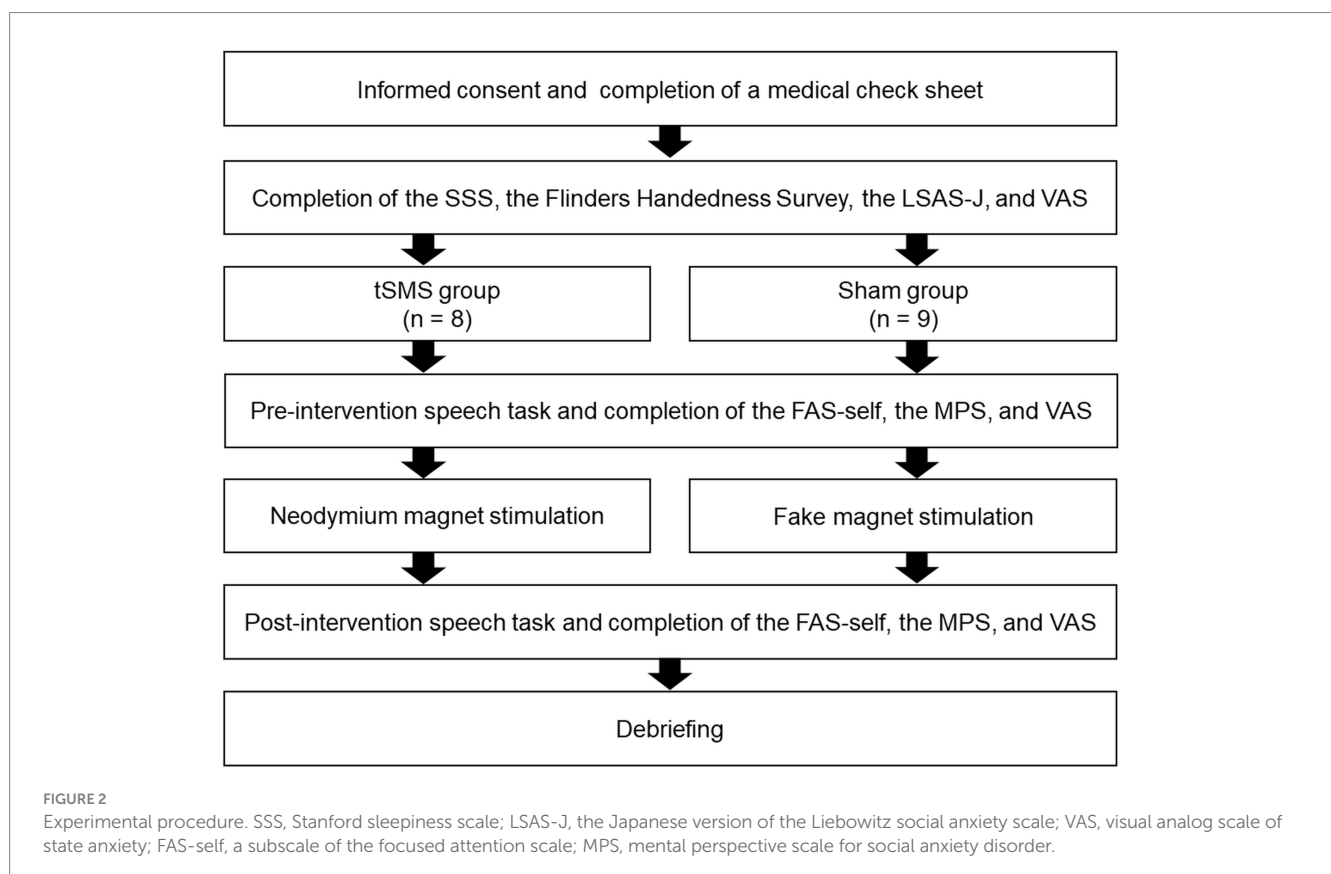 Informed consent and completion of a medical check sheet
Completion of the SSS, the Flinders Handedness Survey, the LSAS-J, and VAS
tSMS group
(n = 8)
Sham group
(n = 9)
Pre-intervention speech task and completion of the FAS-self, the MPS, and VAS
Neodymium magnet stimulation
Fake magnet stimulation
Post-intervention speech task and completion of the FAS-self, the MPS, and VAS
Debriefing
FIGURE 2
Experimental procedure. SSS, Stanford sleepiness scale; LSAS-J, the Japanese version of the Liebowitz social anxiety scale; VAS, visual analog scale of
state anxiety; FAS-self, a subscale of the focused attention scale; MPS, mental perspective scale for social anxiety disorder.